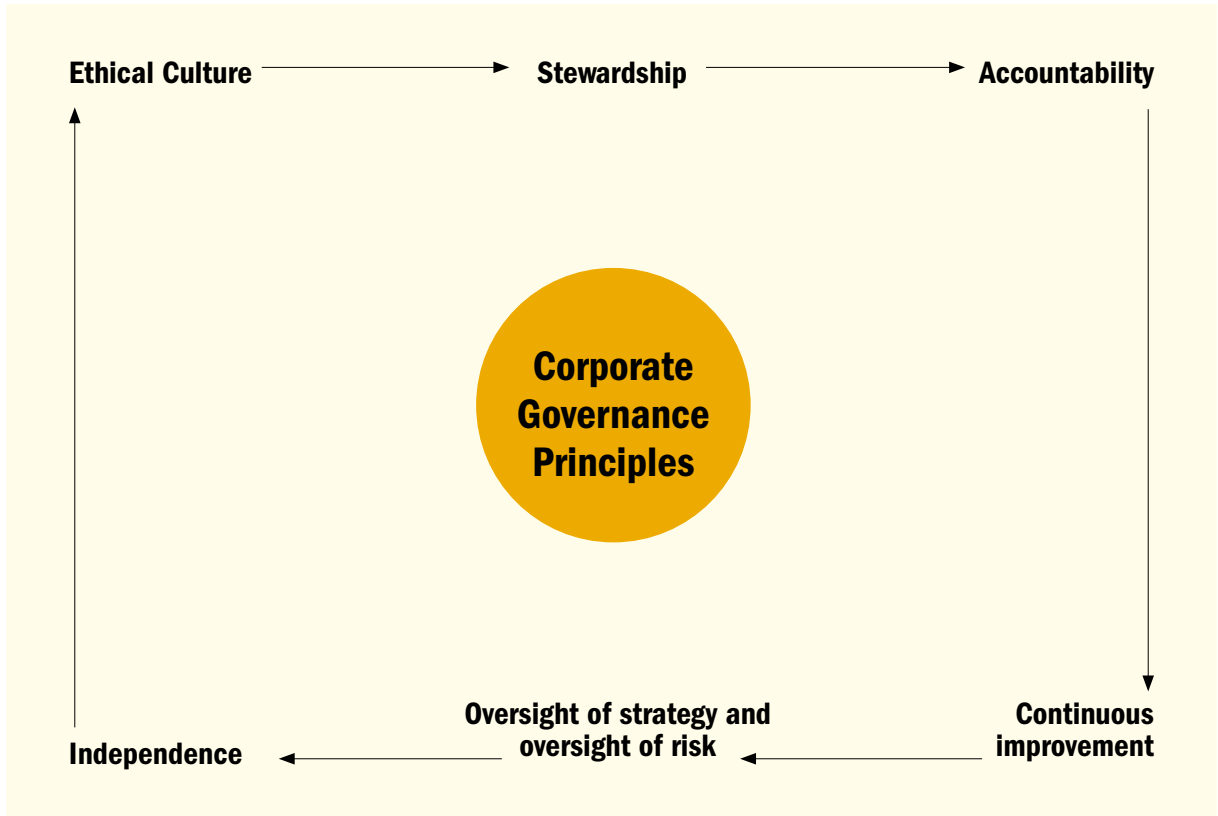 Ethical Culture
Stewardship
Accountability
Corporate
Governance
Principles
Independence
Oversight of strategy and
oversight of risk
Continuous
improvement